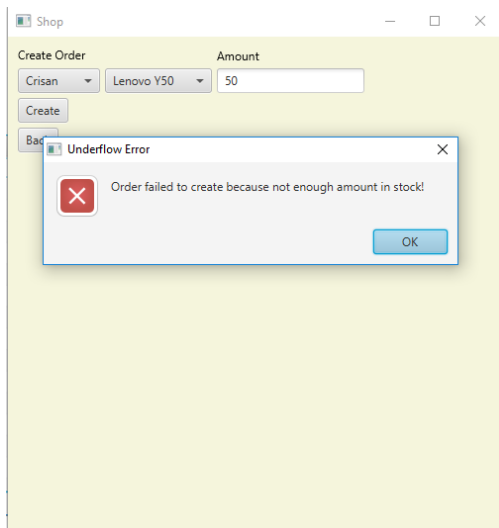 Shop
Create Order Amount
Crisan Lenovo Y50 50
Create
Underflow Error
Order failed to create because not enough amount in stock!
OK